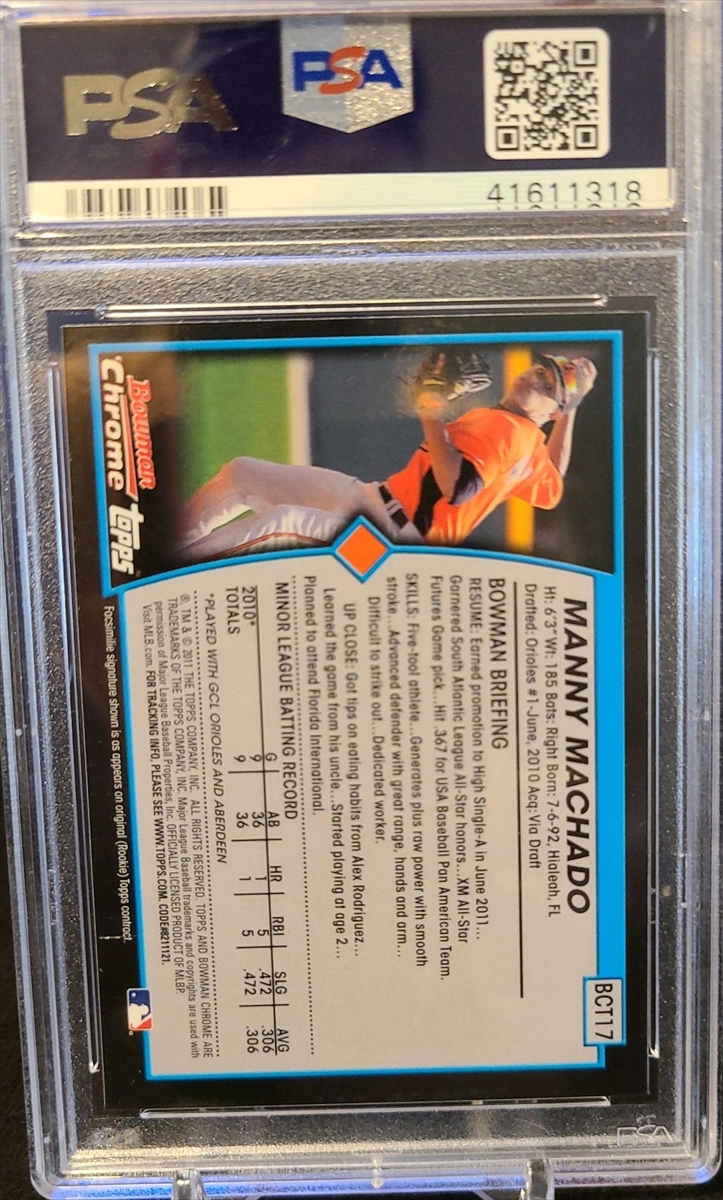 PSA
PSA
41611318
BCT17
MANNY MACHADO
Ht: 6'3" Wt: 185 Bats: Right Born: 7-6-92, Hialeah, FL
Drafted: Orioles #1-June, 2010 Acq: Via Draft
BOWMAN BRIEFING
RESUME: Earned promotion to High Single-A in June 2011...
Garnered South Atlantic League All-Star honors...XM All-Star
Futures Game pick...Hit .367 for USA Baseball Pan American Team.
SKILLS: Five-tool athlete...Generates plus raw power with smooth
stroke...Advanced defender with great range, hands and arm...
Difficult to strike out...Dedicated worker.
UP CLOSE: Got tips on eating habits from Alex Rodriguez...
Learned the game from his uncle...Started playing at age 2...
Planned to attend Florida International.
MINOR LEAGUE BATTING RECORD
G AB HR RBI SLG AVG
2010* 9 36 1 5 .472 .306
TOTALS 9 36 1 5 .472 .306
*PLAYED WITH GCL ORIOLES AND ABERDEEN
®, TM & © 2011 THE TOPPS COMPANY, INC. ALL RIGHTS RESERVED. TOPPS AND BOWMAN CHROME ARE
TRADEMARKS OF THE TOPPS COMPANY, INC. Major League Baseball trademarks and copyrights are used with
permission of Major League Baseball Properties, Inc. OFFICIALLY LICENSED PRODUCT OF MLBP.
Visit MLB.com. FOR TRACKING INFO, PLEASE SEE WWW.TOPPS.COM. CODE#8211121.
Bowman
Chrome topps
Facsimilie signature shown is as appears on original (Rookie) Topps contract.
PSA